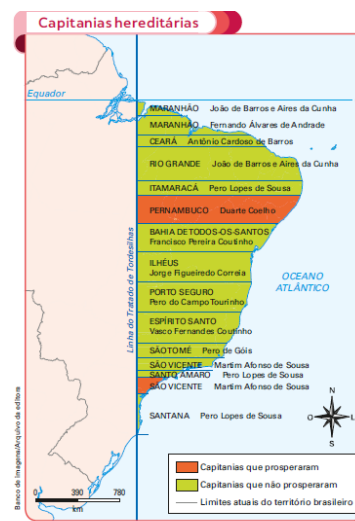 Capitanias hereditárias
Equador
MARANHÃO João de Barros e Aires da Cunha
MARANHÃO Fernando Álvares de Andrade
CEARÁ Antônio Cardoso de Barros
RIO GRANDE João de Barros e Aires da Cunha
ITAMARACÁ Pero Lopes de Sousa
PERNAMBUCO Duarte Coelho
BAHIA DE TODOS-OS-SANTOS
Francisco Pereira Coutinho
ILHÉUS
Jorge Figueiredo Correia
PORTO SEGURO
Pero do Campo Tourinho
ESPÍRITO SANTO
Vasco Fernandes Coutinho
SÃO TOMÉ Pero de Góis
SÃO VICENTE Martim Afonso de Sousa
SANTO AMARO Pero Lopes de Sousa
SÃO VICENTE Martim Afonso de Sousa
SANTANA Pero Lopes de Sousa
Linha do Tratado de Tordesilhas
OCEANO
ATLÂNTICO
N
O L
S
0 390 780
km
Capitanias que prosperaram
Capitanias que não prosperaram
Limites atuais do território brasileiro
Banco de Imagens/Arquivo da editora